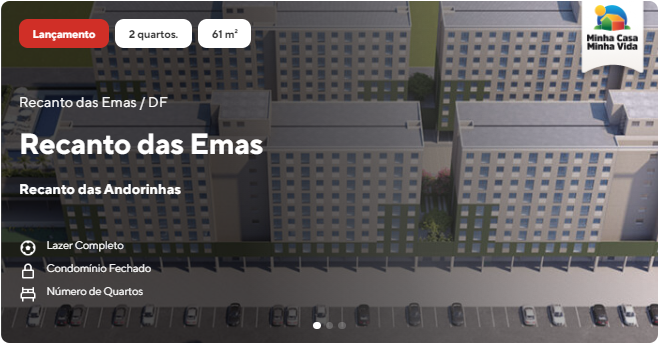 Lançamento
2 quartos.
61 m²
Minha Casa
Minha Vida
Recanto das Emas / DF
Recanto das Emas
Recanto das Andorinhas
Lazer Completo
Condomínio Fechado
Número de Quartos